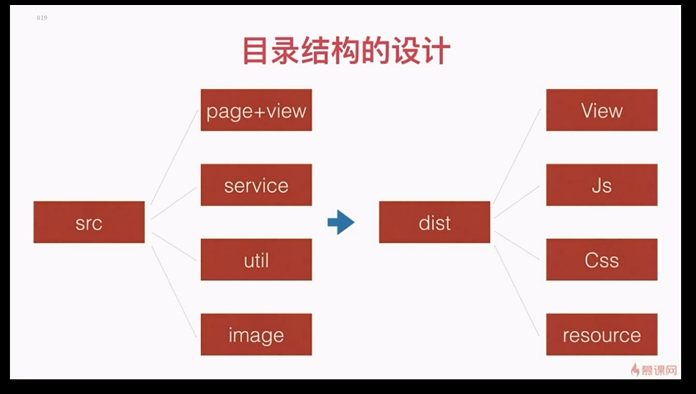 019
目录结构的设计
page+view
View
service
Js
src
dist
util
Css
image
resource
慕课网